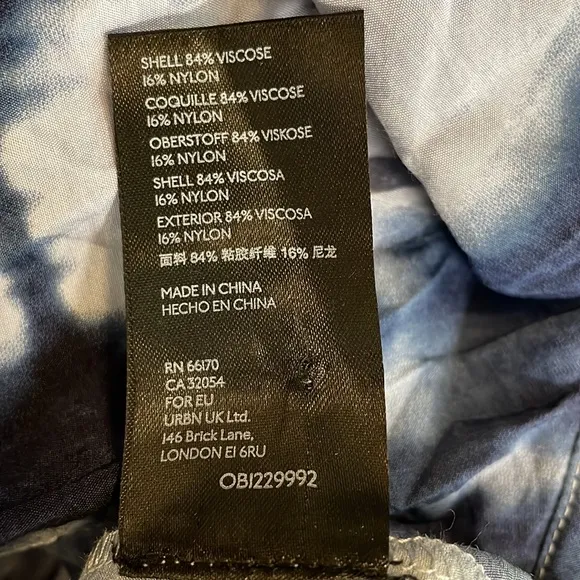 SHELL 84% VISCOSE
16% NYLON
COQUILLE 84% VISCOSE
16% NYLON
OBERSTOFF 84% VISKOSE
16% NYLON
SHELL 84% VISCOSA
16% NYLON
EXTERIOR 84% VISCOSA
16% NYLON
面料 84% 粘胶纤维 16% 尼龙
MADE IN CHINA
HECHO EN CHINA
RN 66170
CA 32054
FOR EU
URBN UK Ltd.
146 Brick Lane,
LONDON E1 6RU
OB1229992